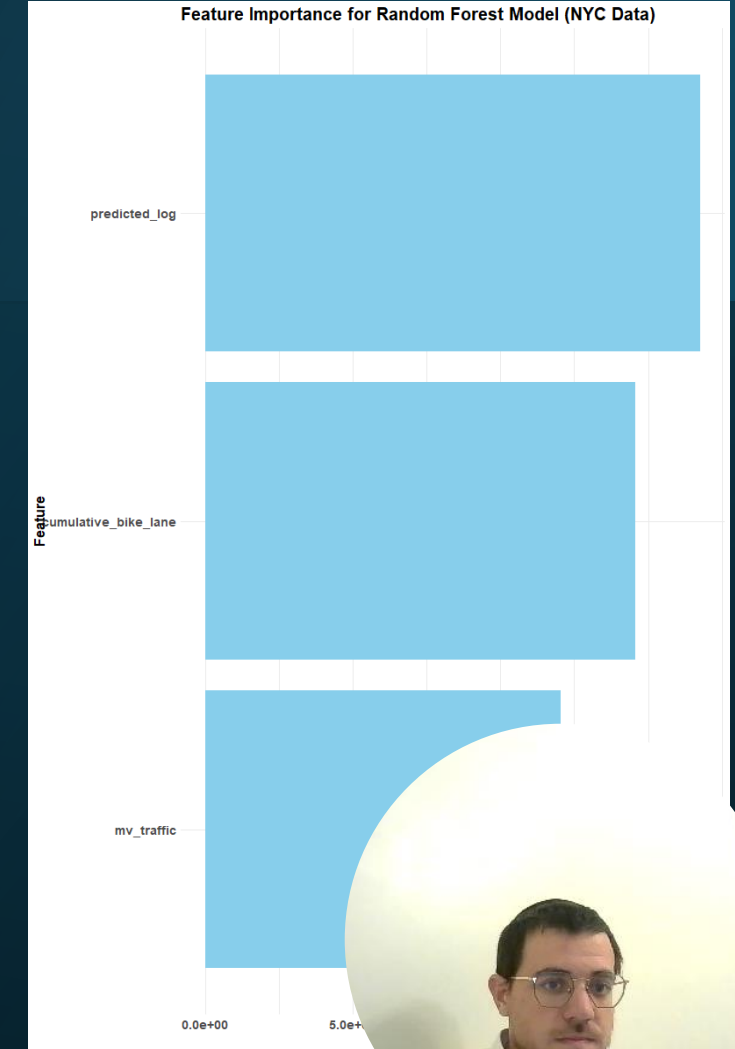 Feature Importance for Random Forest Model (NYC Data)
predicted_log
Feature
cumulative_bike_lane
mv_traffic
0.0e+00